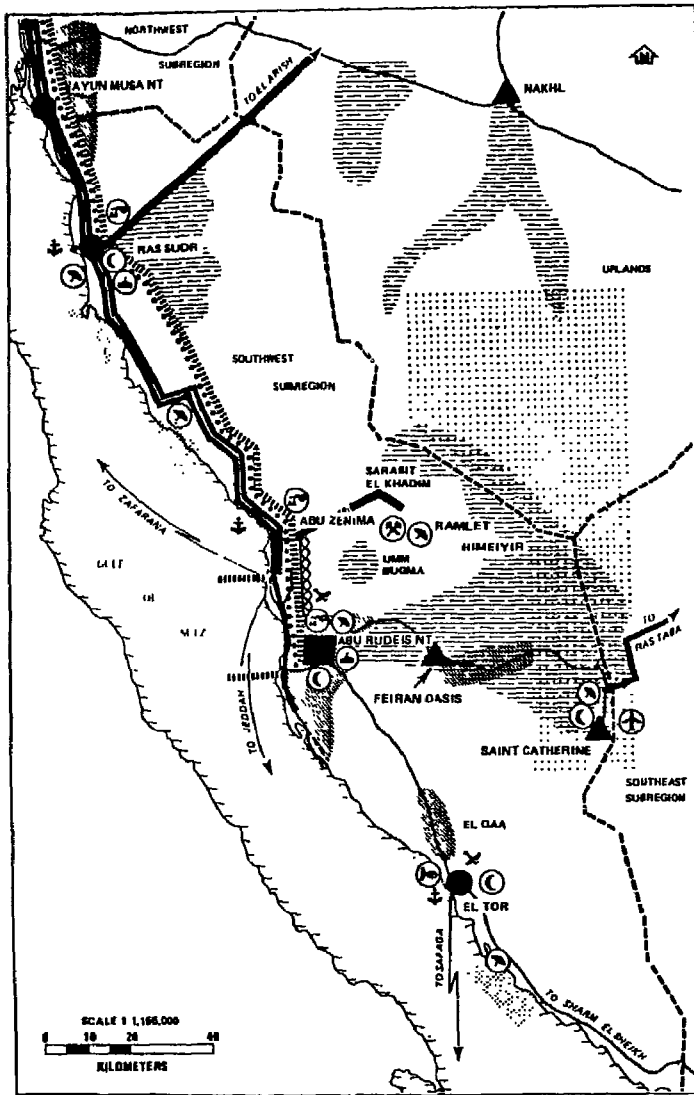 NORTHWEST
SUBREGION
AYUN MUSA NT
TO EL ARISH
NAKHL
RAS SUDR
UPLANDS
SOUTHWEST
SUBREGION
SARABIT
EL KHADIM
TO ZAFARANA
ABU ZENIMA
RAMLET
HIMEIYIR
UMM
BUGMA
GULF
OF
SUEZ
ABU RUDEIS NT
TO
RAS TABA
FEIRAN OASIS
TO JEDDAH
SAINT CATHERINE
SOUTHEAST
SUBREGION
EL QAA
EL TOR
TO SAFAGA
TO SHARM EL SHEIKH
SCALE 1 1,155,000
0 10 20 40
KILOMETERS